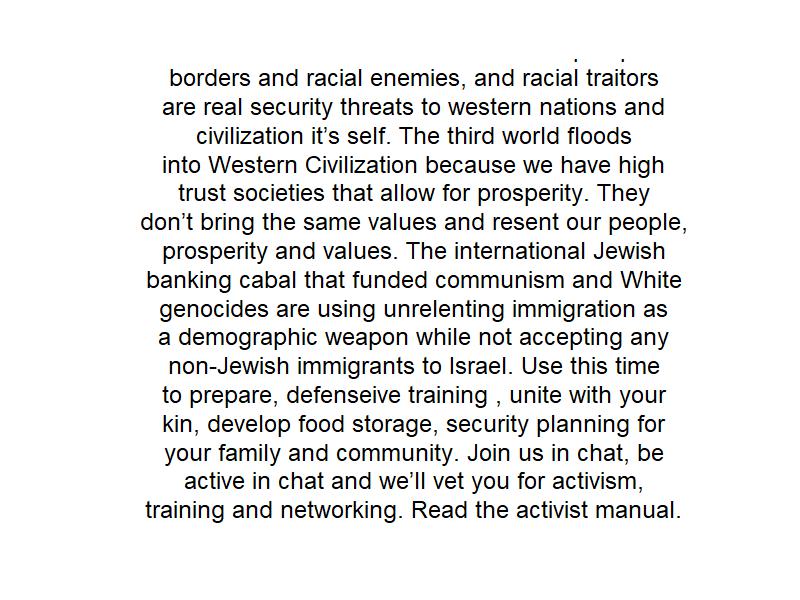 borders and racial enemies, and racial traitors
are real security threats to western nations and
civilization it’s self. The third world floods
into Western Civilization because we have high
trust societies that allow for prosperity. They
don’t bring the same values and resent our people,
prosperity and values. The international Jewish
banking cabal that funded communism and White
genocides are using unrelenting immigration as
a demographic weapon while not accepting any
non-Jewish immigrants to Israel. Use this time
to prepare, defenseive training , unite with your
kin, develop food storage, security planning for
your family and community. Join us in chat, be
active in chat and we’ll vet you for activism,
training and networking. Read the activist manual.